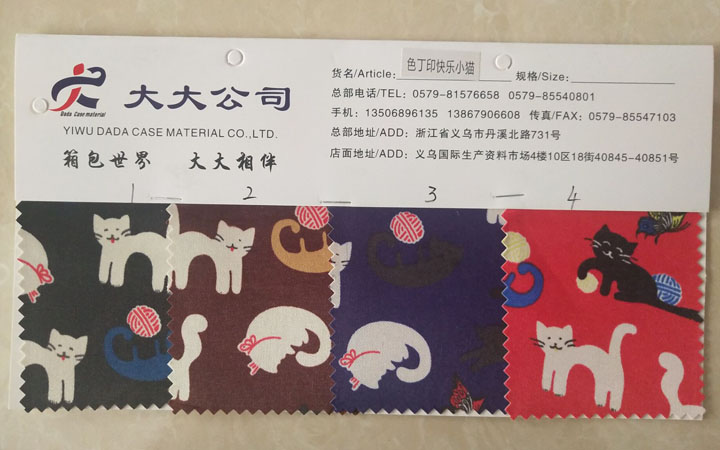 大大公司
Dada Case material
YIWU DADA CASE MATERIAL CO.,LTD.
箱包世界 大大相伴
货名/Article: 色丁印快乐小猫 规格/Size:
总部电话/TEL: 0579-81576658 0579-85540801
手机: 13506896135 13867906608 传真/FAX: 0579-85547103
总部地址/ADD: 浙江省义乌市丹溪北路731号
店面地址/ADD: 义乌国际生产资料市场4楼10区18街40845-40851号
1 2 3 4